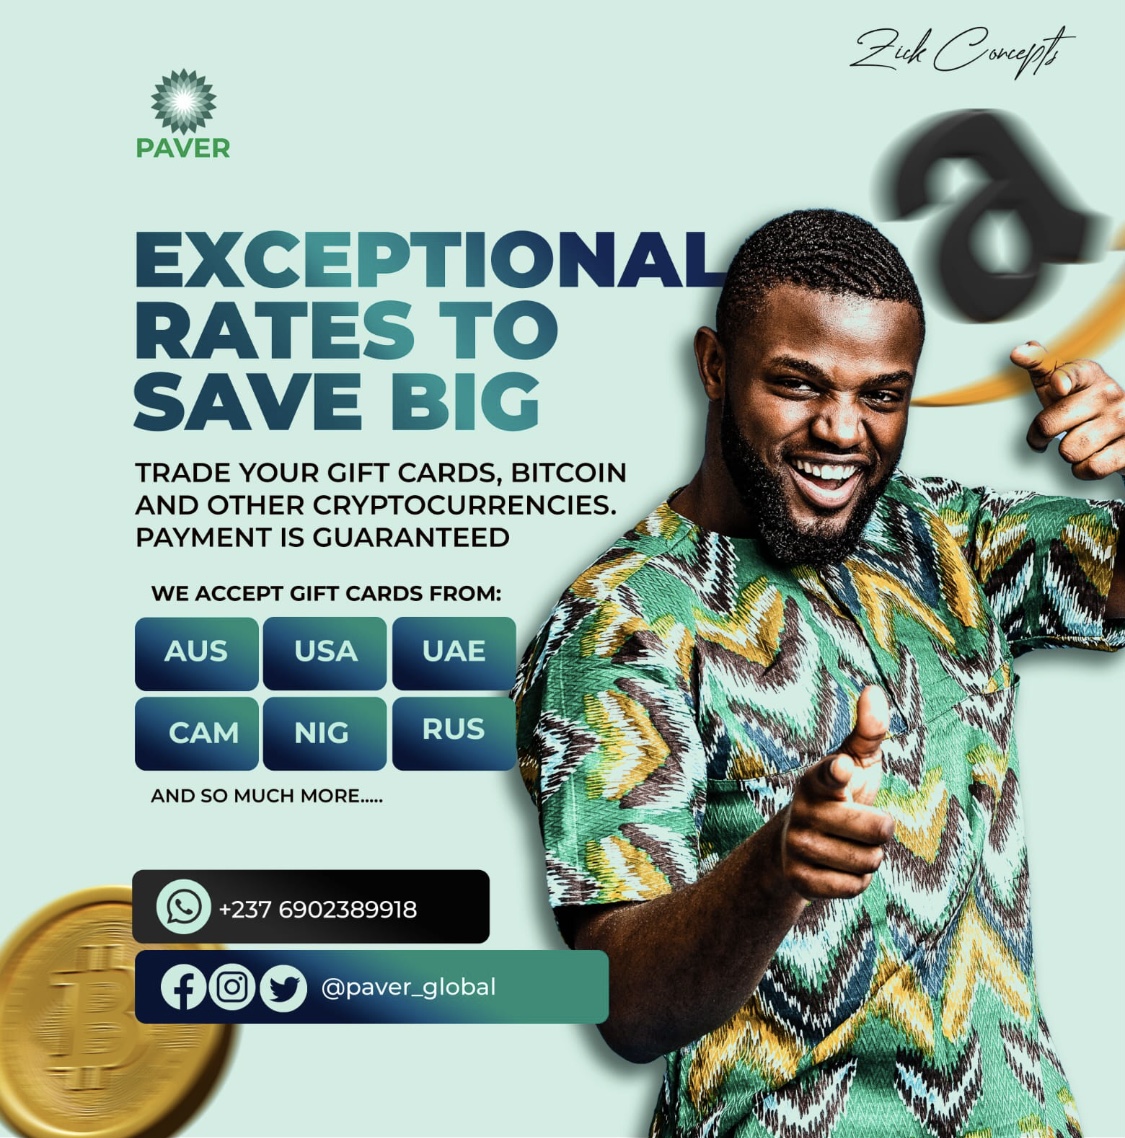 Zick Concepts
PAVER
EXCEPTIONAL
RATES TO
SAVE BIG
TRADE YOUR GIFT CARDS, BITCOIN
AND OTHER CRYPTOCURRENCIES.
PAYMENT IS GUARANTEED
WE ACCEPT GIFT CARDS FROM:
AUS USA UAE
CAM NIG RUS
AND SO MUCH MORE.....
+237 6902389918
@paver_global